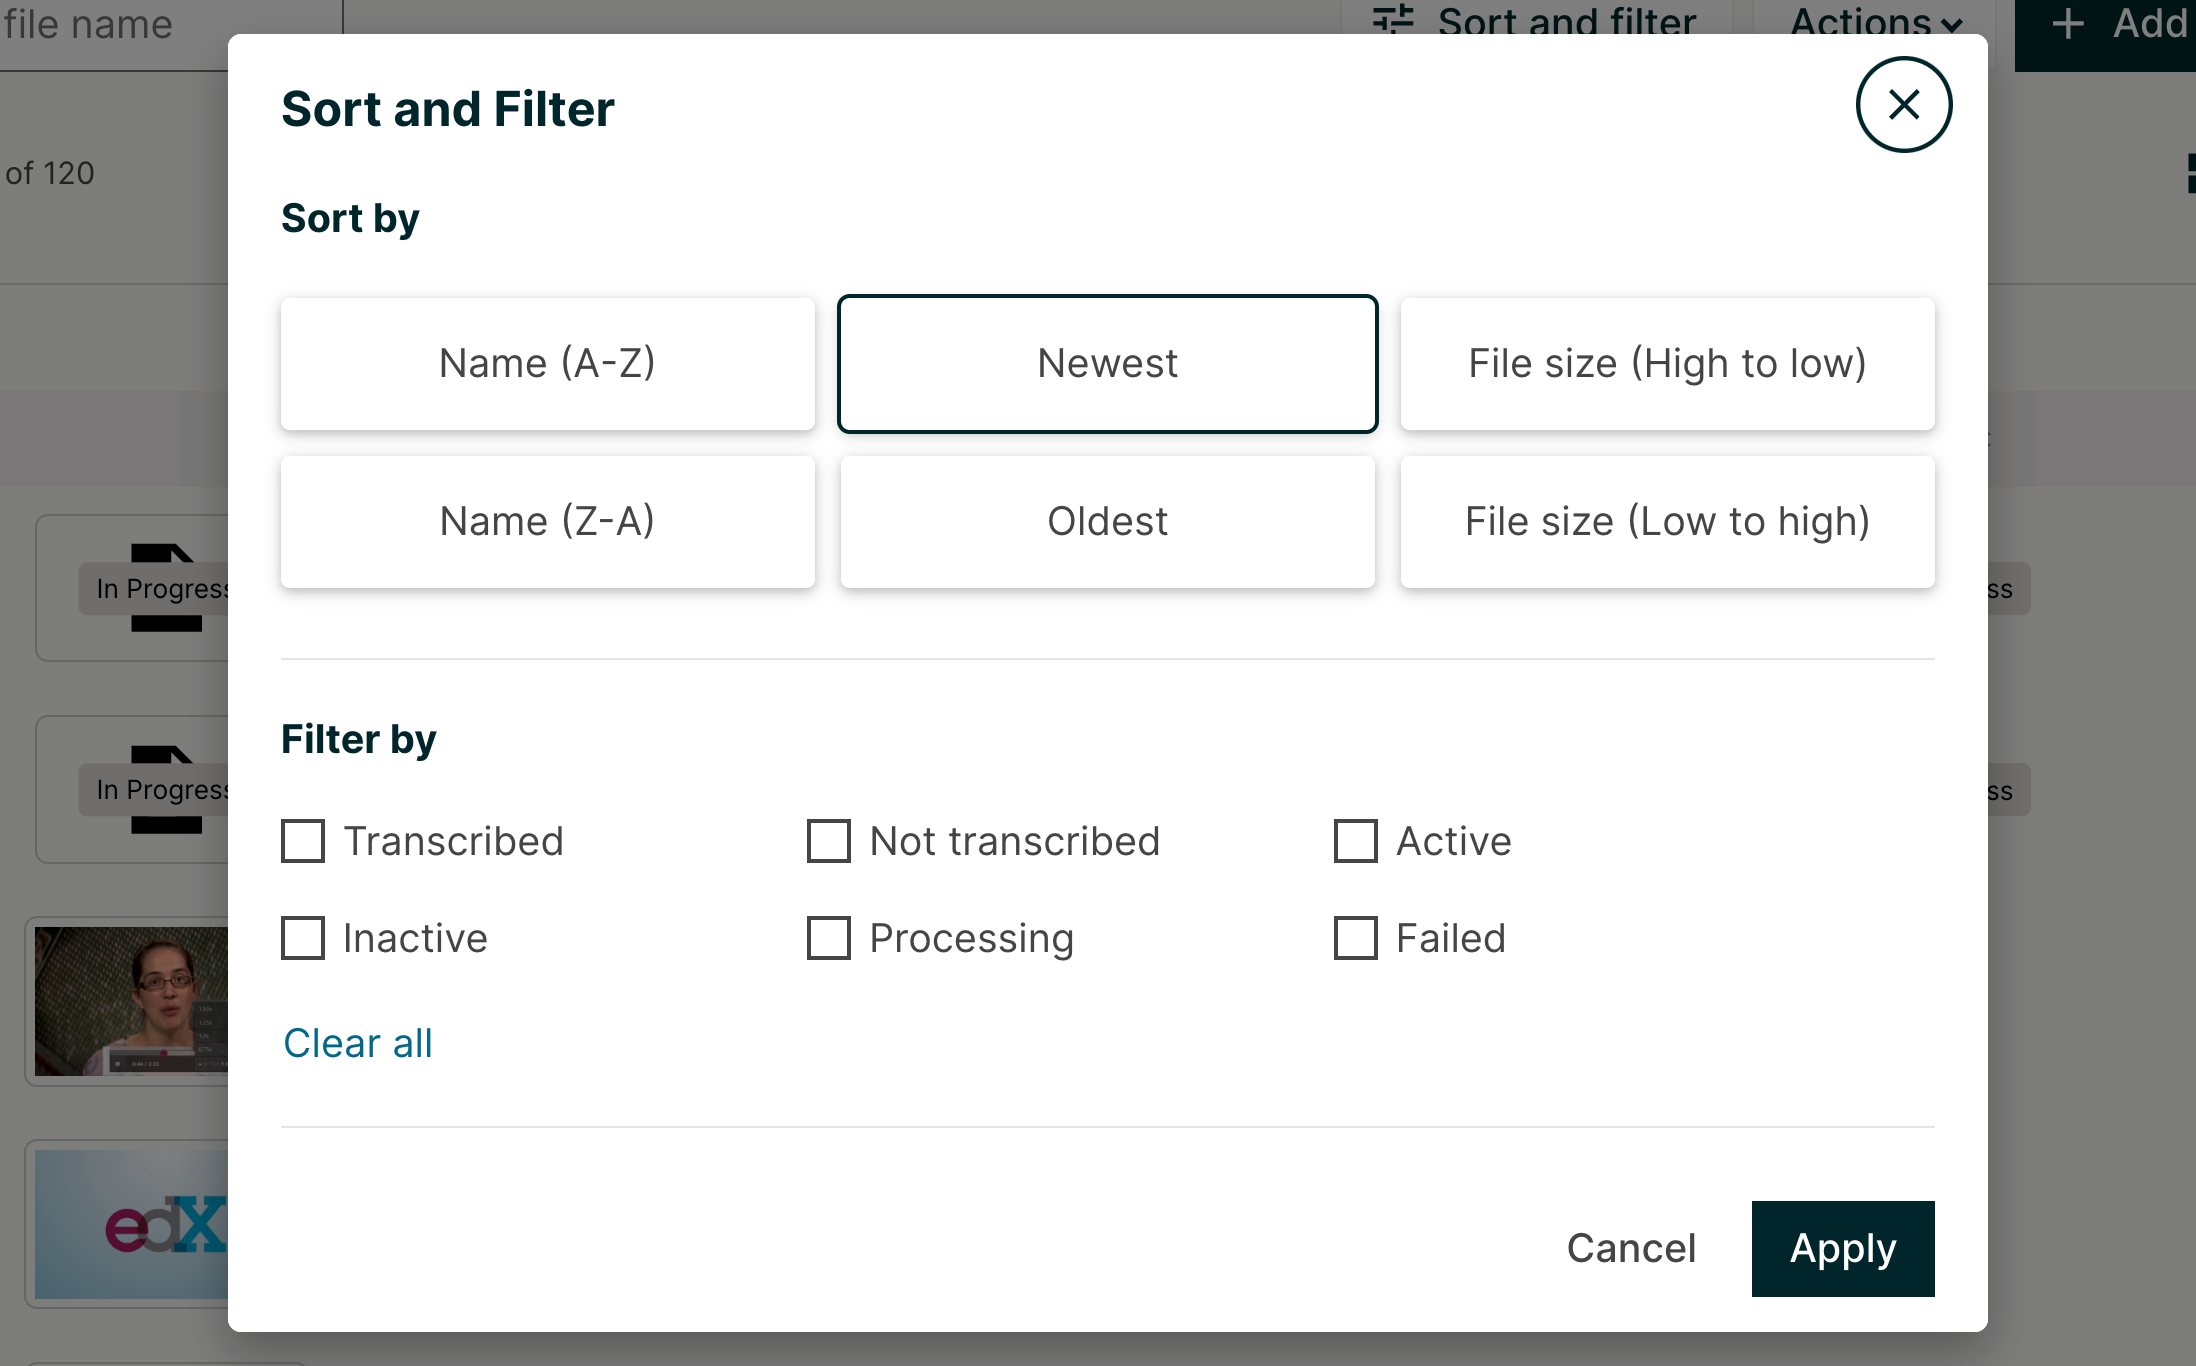 file name
Sort and filter
Actions
Add
Sort and Filter
of 120
Sort by
Name (A-Z)
Newest
File size (High to low)
Name (Z-A)
Oldest
File size (Low to high)
In Progress
ss
Filter by
In Progress
ss
Transcribed
Not transcribed
Active
Inactive
Processing
Failed
Clear all
edX
Cancel
Apply